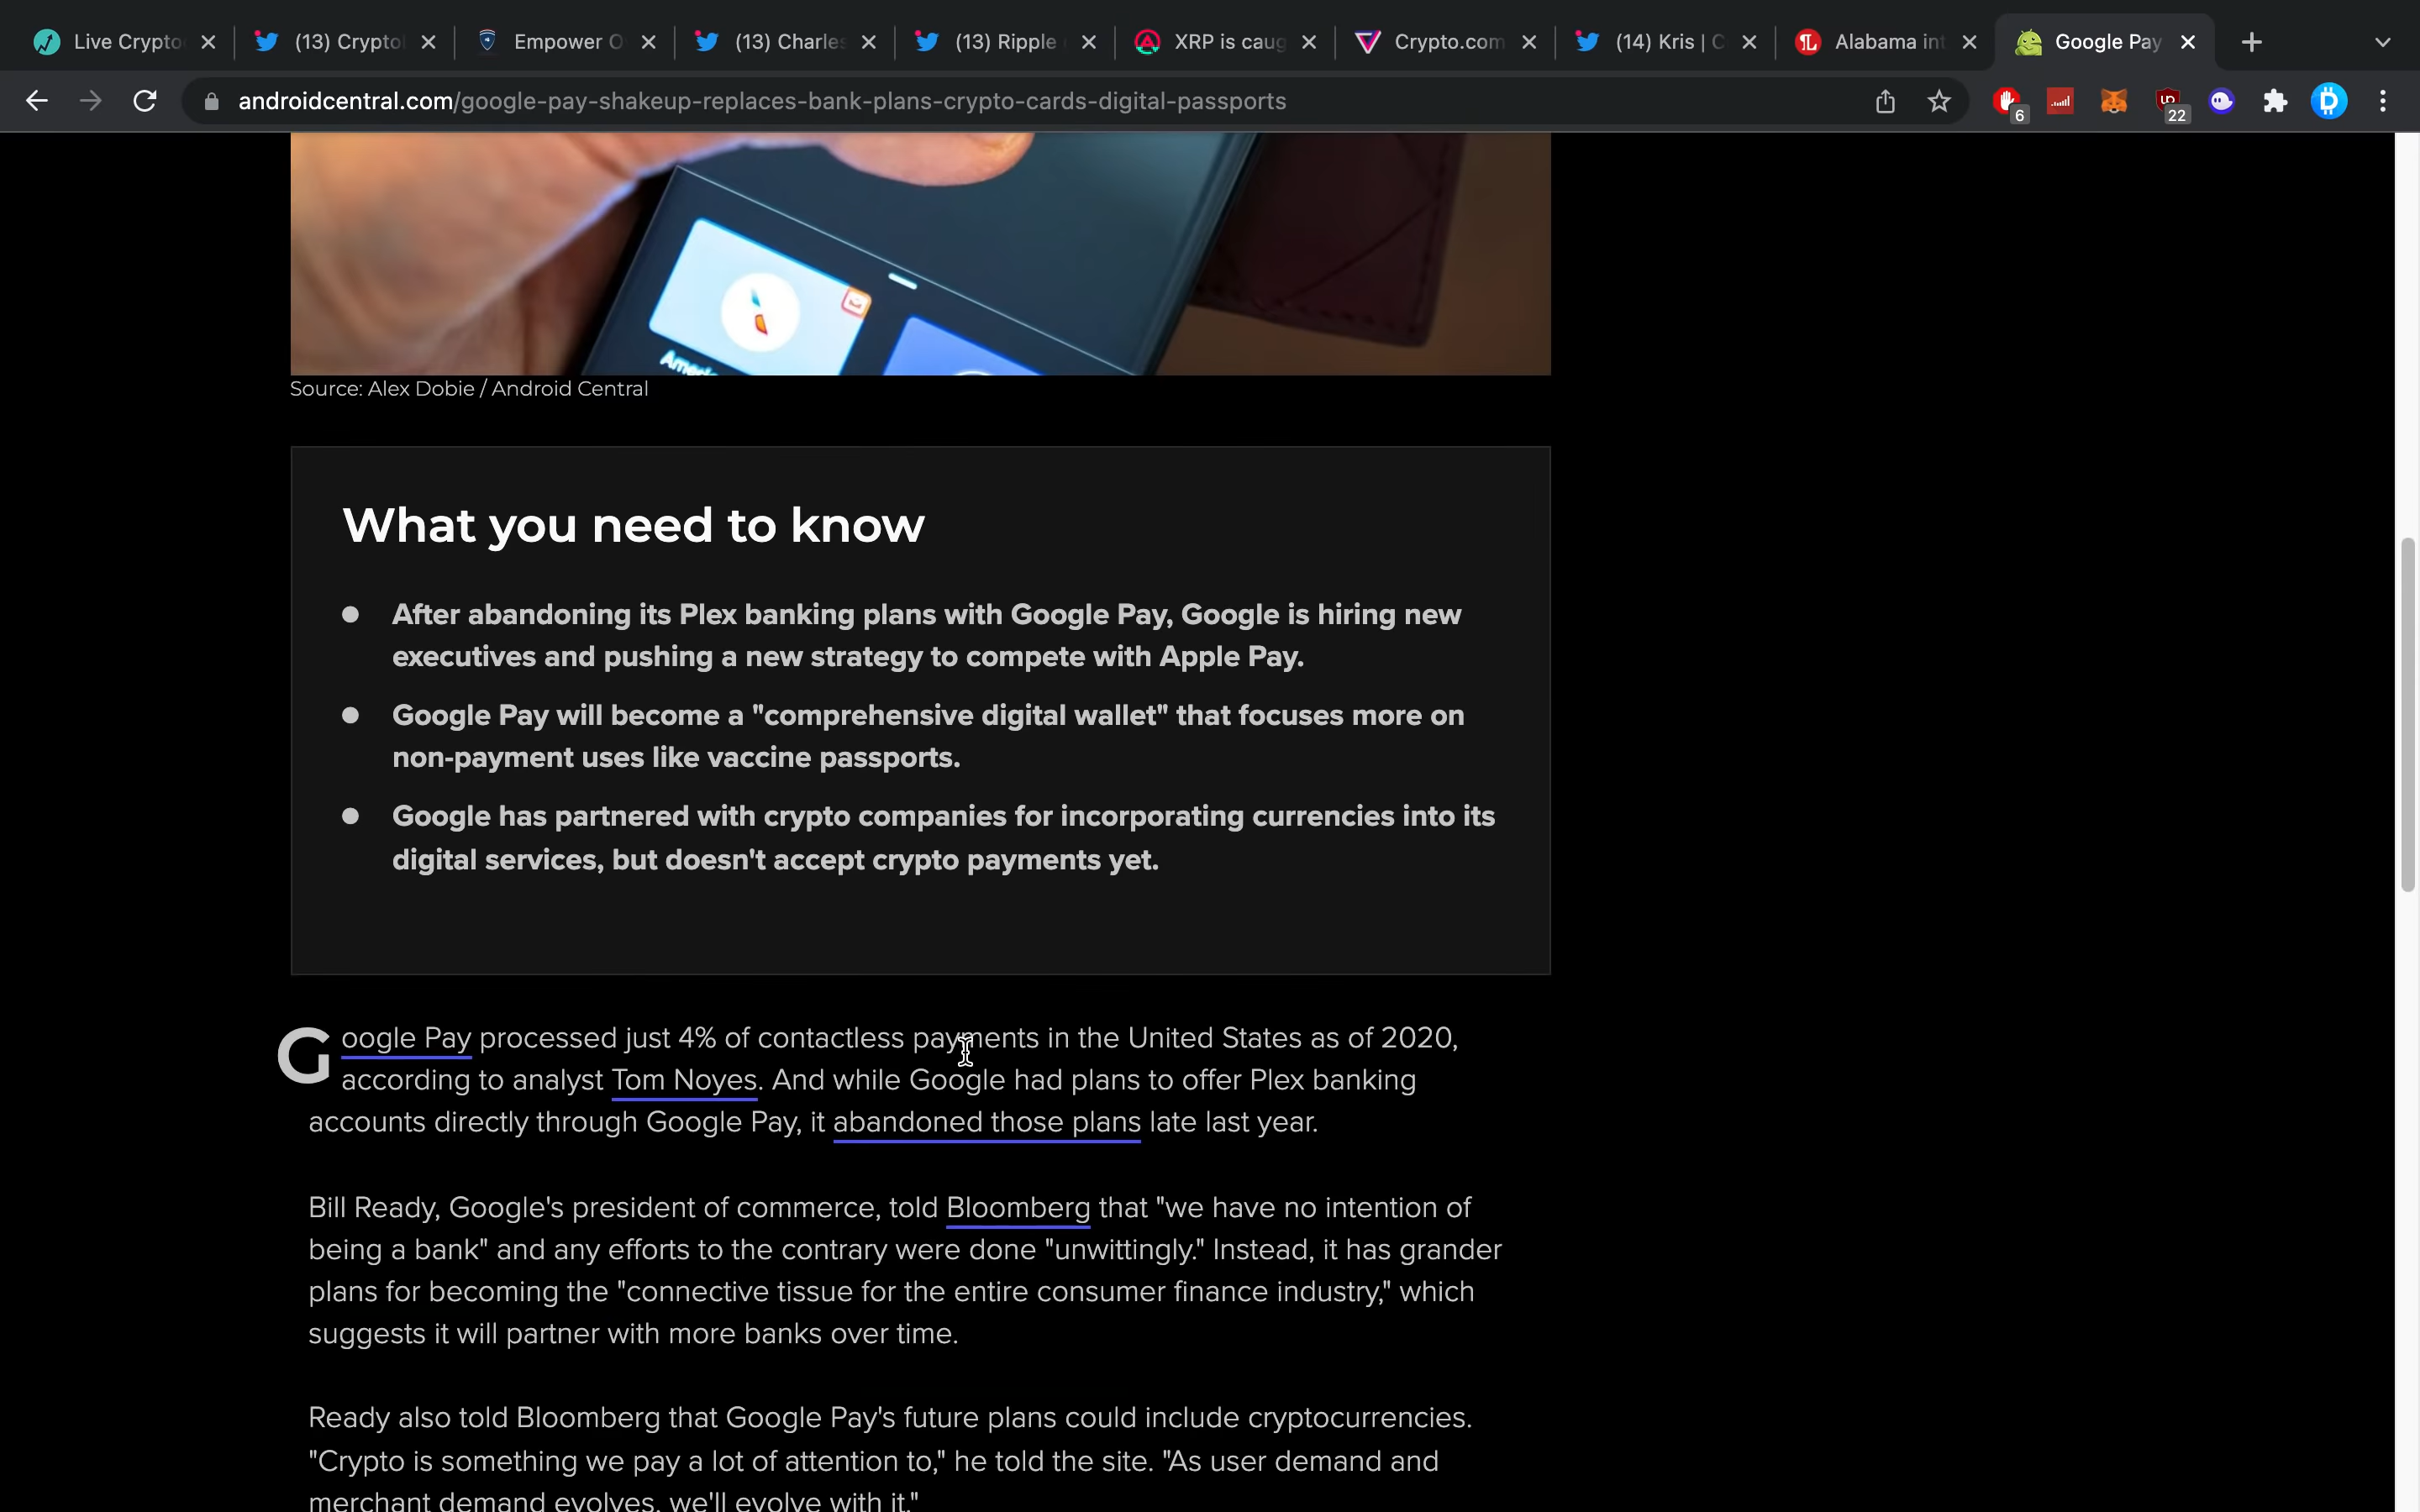 Live Crypto
(13) Crypto
Empower O
(13) Charles
(13) Ripple
XRP is caug
Crypto.com
(14) Kris | C
Alabama int
Google Pay
androidcentral.com/google-pay-shakeup-replaces-bank-plans-crypto-cards-digital-passports
6
22
Source: Alex Dobie / Android Central
What you need to know
After abandoning its Plex banking plans with Google Pay, Google is hiring new
executives and pushing a new strategy to compete with Apple Pay.
Google Pay will become a "comprehensive digital wallet" that focuses more on
non-payment uses like vaccine passports.
Google has partnered with crypto companies for incorporating currencies into its
digital services, but doesn't accept crypto payments yet.
Google Pay processed just 4% of contactless payments in the United States as of 2020,
according to analyst Tom Noyes. And while Google had plans to offer Plex banking
accounts directly through Google Pay, it abandoned those plans late last year.
Bill Ready, Google's president of commerce, told Bloomberg that "we have no intention of
being a bank" and any efforts to the contrary were done "unwittingly." Instead, it has grander
plans for becoming the "connective tissue for the entire consumer finance industry," which
suggests it will partner with more banks over time.
Ready also told Bloomberg that Google Pay's future plans could include cryptocurrencies.
"Crypto is something we pay a lot of attention to," he told the site. "As user demand and
merchant demand evolves, we'll evolve with it."